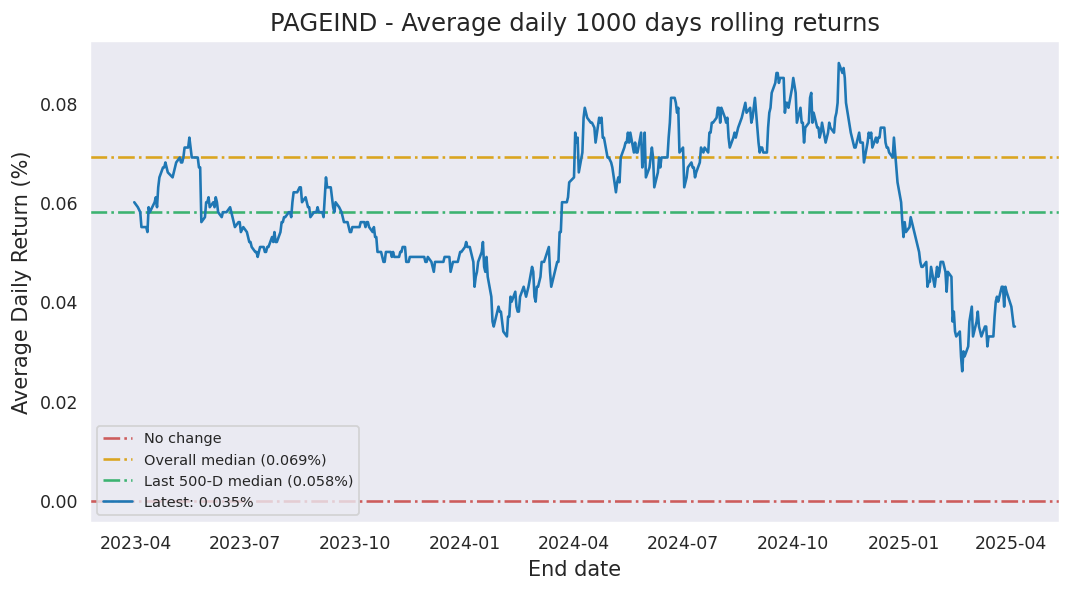 PAGEIND - Average daily 1000 days rolling returns
Average Daily Return (%)
0.08
0.06
0.04
0.02
0.00
No change
Overall median (0.069%)
Last 500-D median (0.058%)
Latest: 0.035%
2023-04 2023-07 2023-10 2024-01 2024-04 2024-07 2024-10 2025-01 2025-04
End date